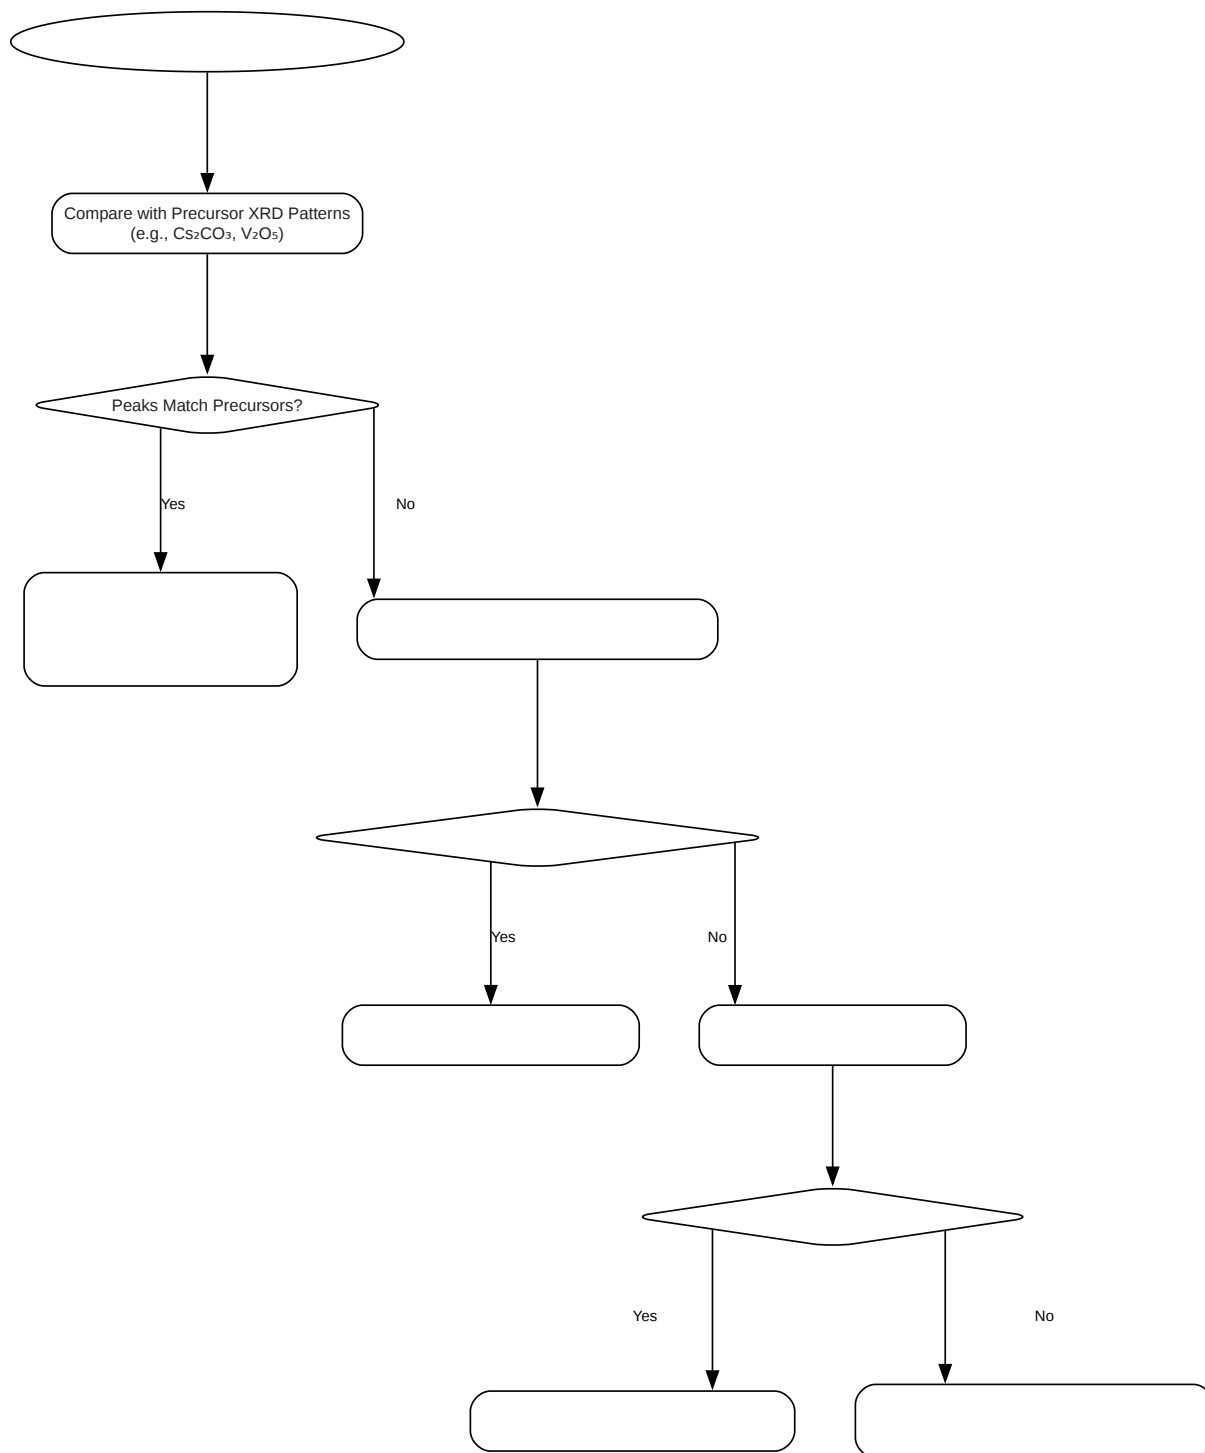 Compare with Precursor XRD Patterns
(e.g., Cs₂CO₃, V₂O₅)
Peaks Match Precursors?
Yes
No
Yes
No
Yes
No